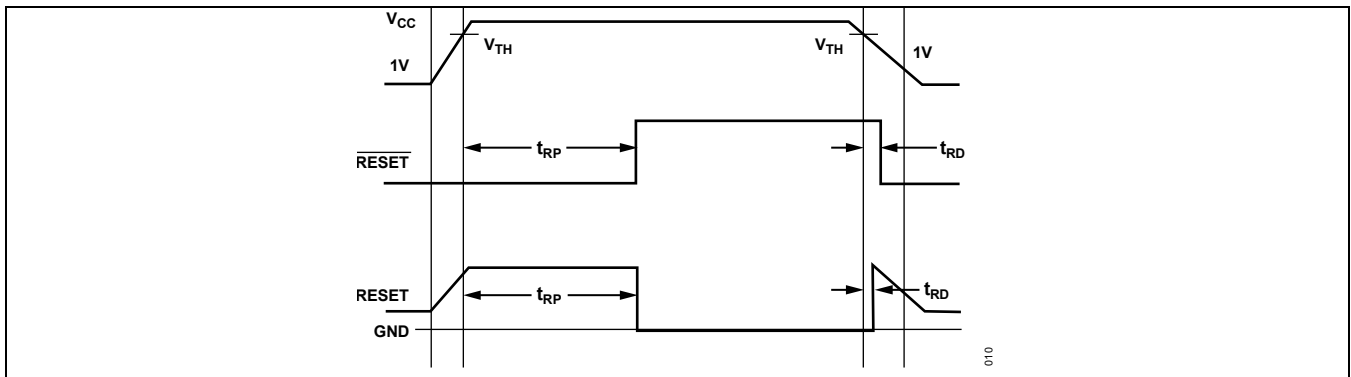 VCC
VTH
VTH
1V
1V
tRP
tRD
RESET
tRP
tRD
RESET
GND
010